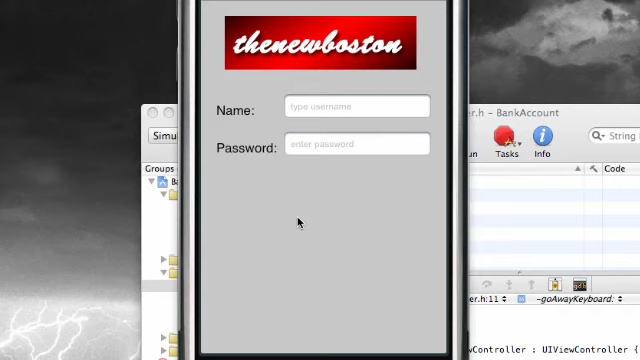 thenewboston
er.h - BankAccount
Name:
type username
Simu
un
Tasks
Info
String
Password:
enter password
Groups
Code
Ba
er.h:11
-goAwayKeyboard:
wController : UIViewController {